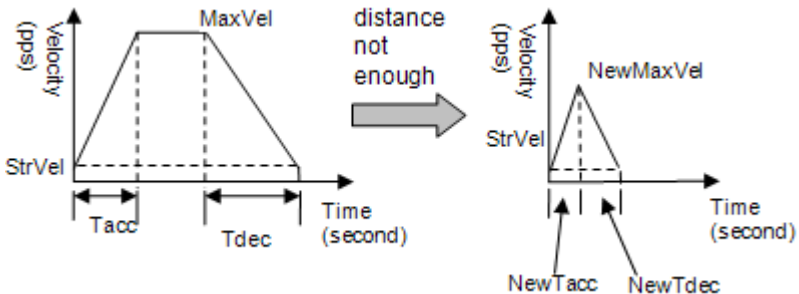 Velocity
(pps)
MaxVel
StrVel
Tacc
Tdec
Time
(second)
distance
not
enough
Velocity
(pps)
NewMaxVel
StrVel
Time
(second)
NewTacc
NewTdec